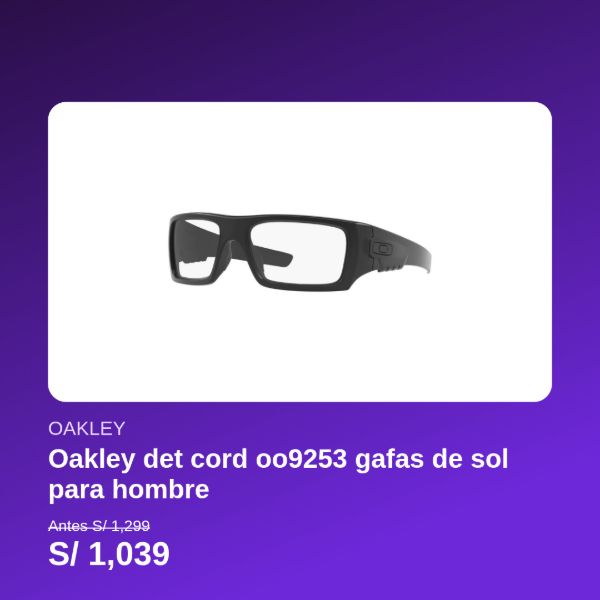 OAKLEY
Oakley det cord oo9253 gafas de sol
para hombre
Antes S/ 1,299
S/ 1,039